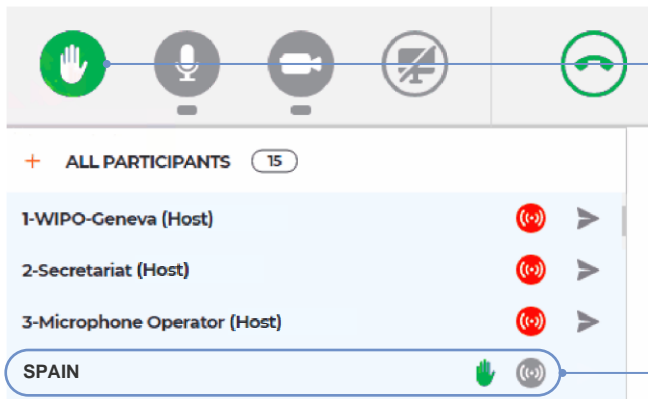 + ALL PARTICIPANTS 15
1-WIPO-Geneva (Host)
2-Secretariat (Host)
3-Microphone Operator (Host)
SPAIN